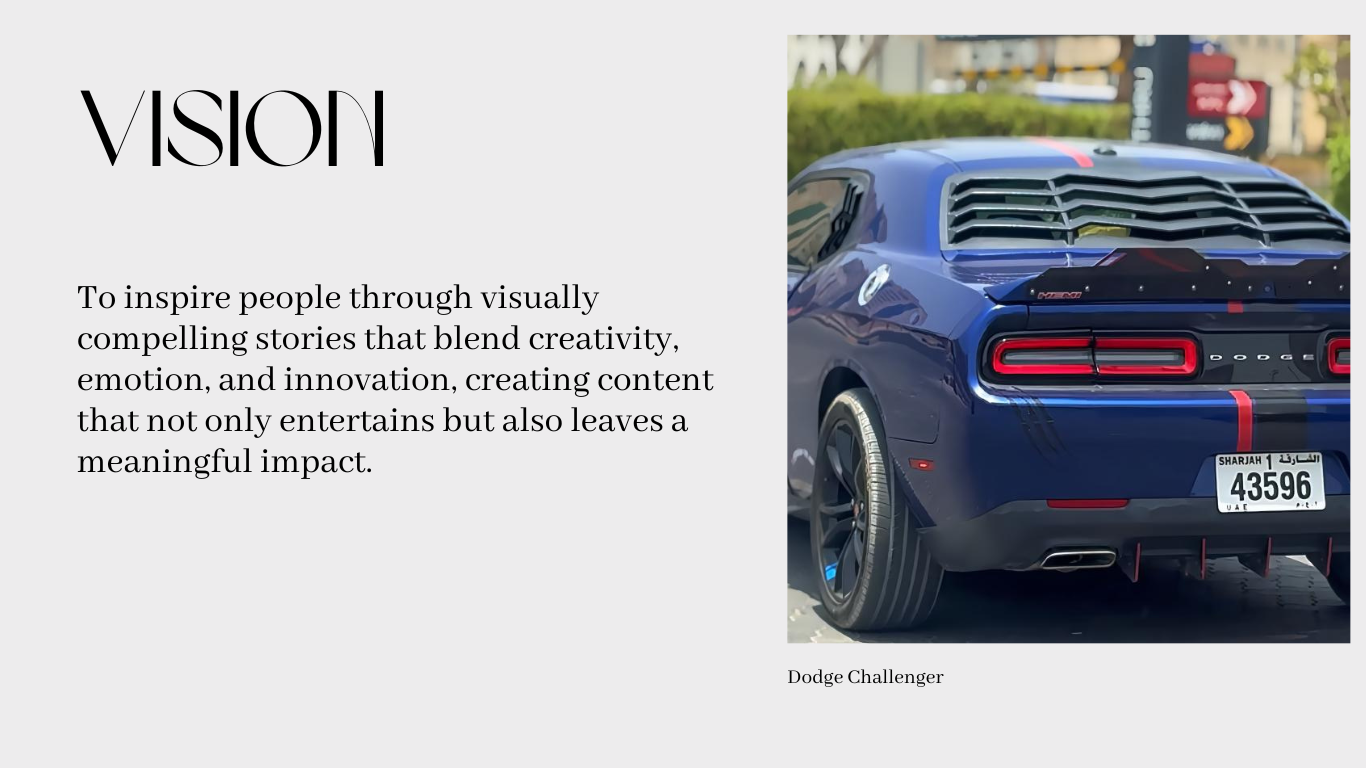 VISION
To inspire people through visually
compelling stories that blend creativity,
emotion, and innovation, creating content
that not only entertains but also leaves a
meaningful impact.
HEMI
DODGE
SHARJAH 1 الشارقة
43596
UAE
Dodge Challenger